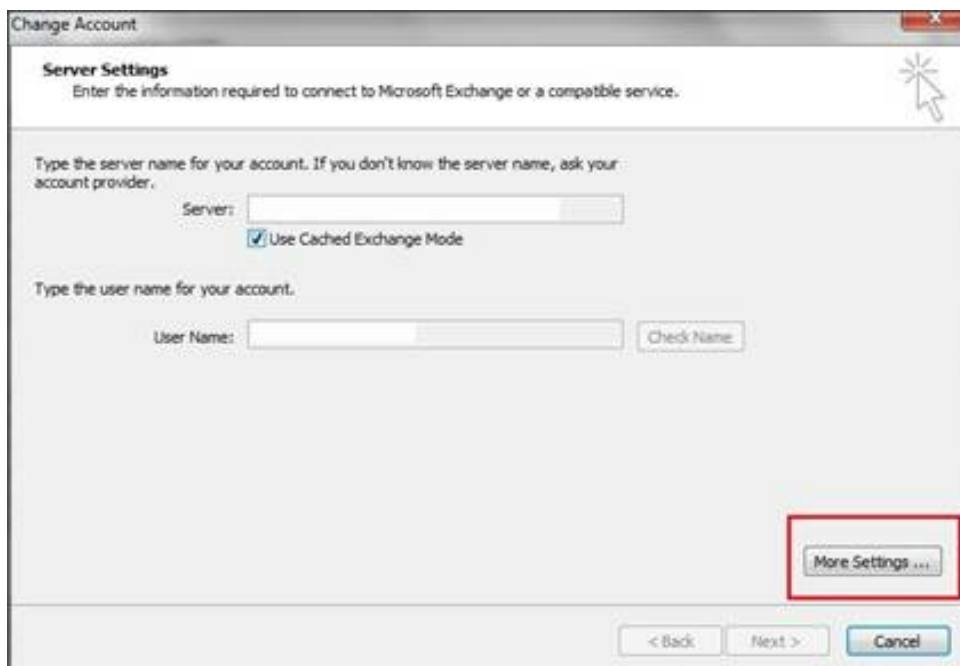 Change Account
Server Settings
Enter the information required to connect to Microsoft Exchange or a compatible service.
Type the server name for your account. If you don't know the server name, ask your
account provider.
Server:
Use Cached Exchange Mode
Type the user name for your account.
User Name:
Check Name
More Settings ...
< Back
Next >
Cancel